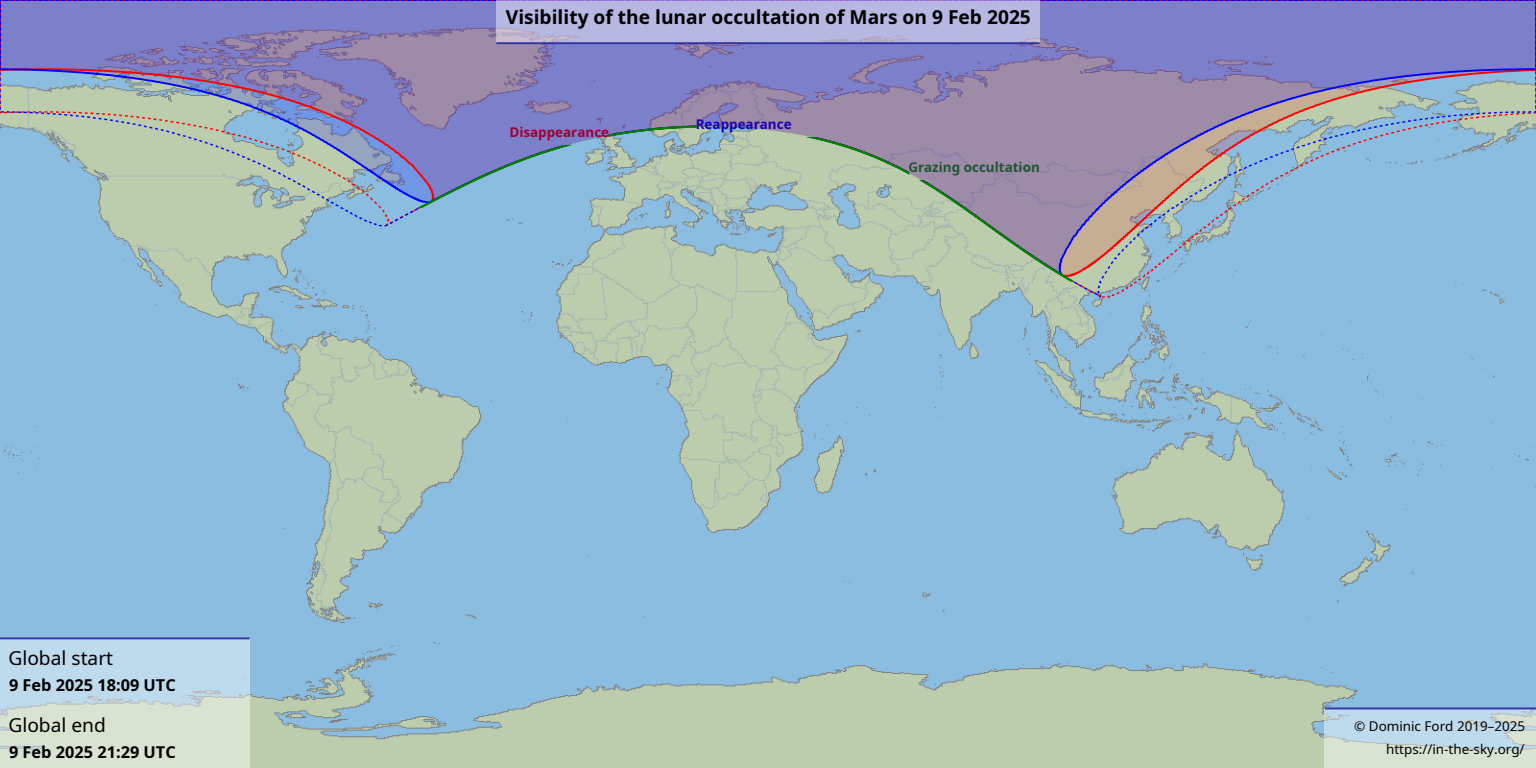 Visibility of the lunar occultation of Mars on 9 Feb 2025
Reappearance
Disappearance
Grazing occultation
Global start
9 Feb 2025 18:09 UTC
Global end
9 Feb 2025 21:29 UTC
© Dominic Ford 2019–2025
https://in-the-sky.org/